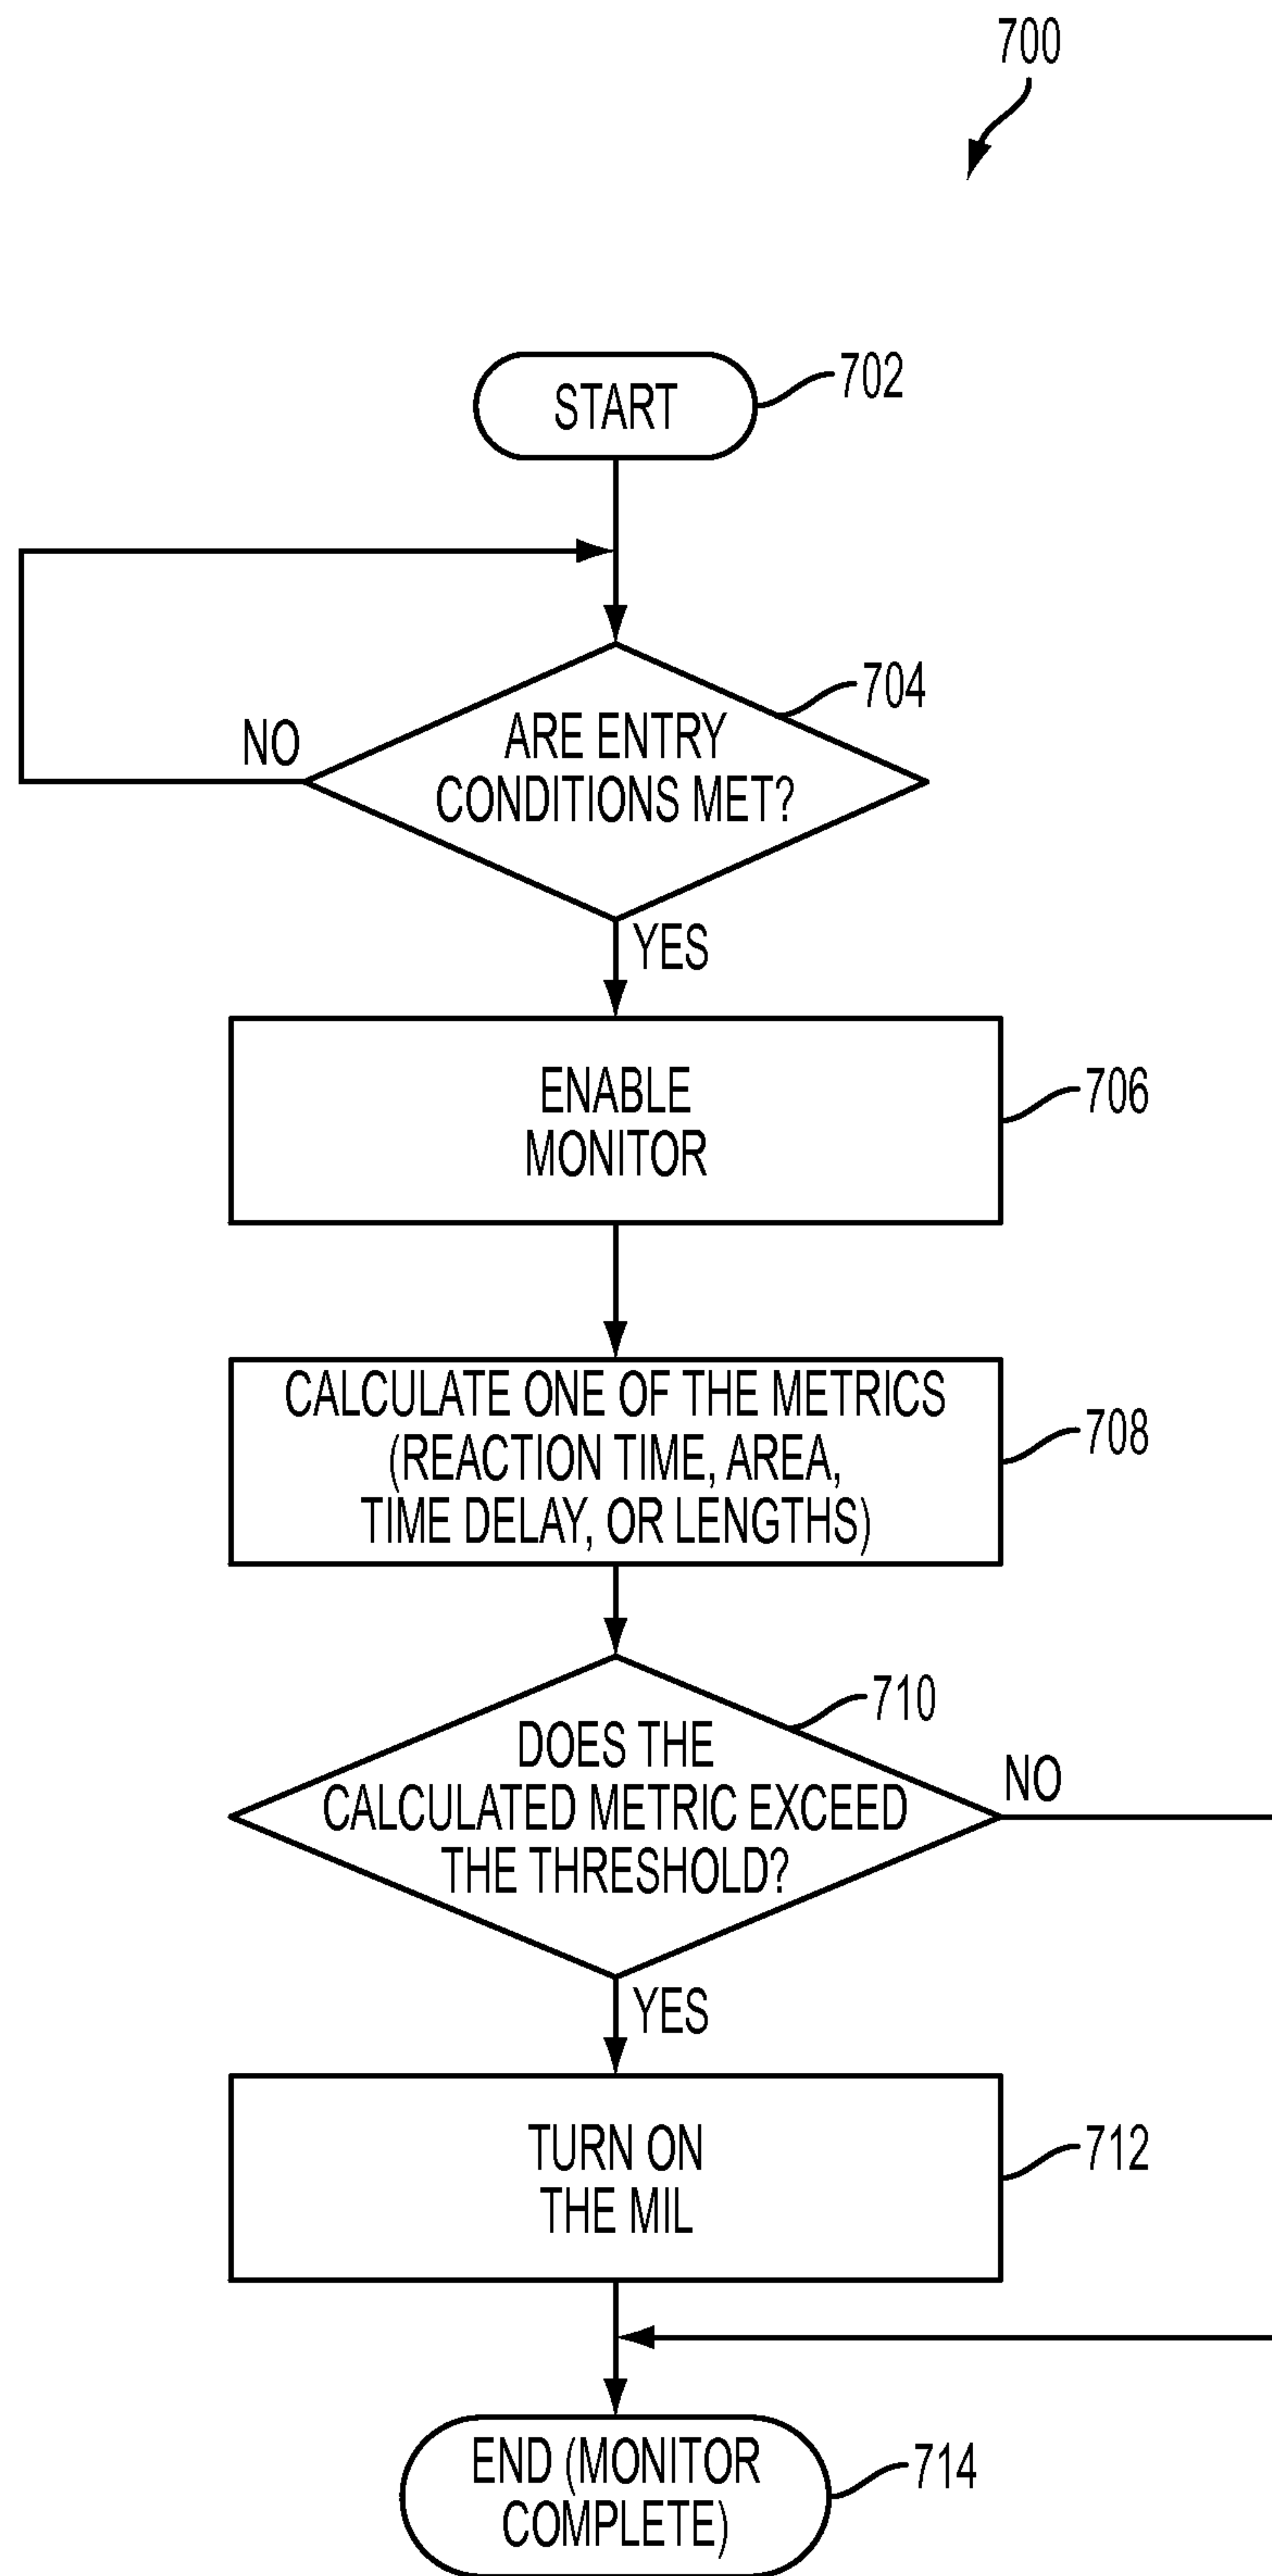 700
START
702
704
ARE ENTRY
CONDITIONS MET?
NO
YES
ENABLE
MONITOR
706
CALCULATE ONE OF THE METRICS
(REACTION TIME, AREA,
TIME DELAY, OR LENGTHS)
708
710
DOES THE
CALCULATED METRIC EXCEED
THE THRESHOLD?
NO
YES
TURN ON
THE MIL
712
END (MONITOR
COMPLETE)
714